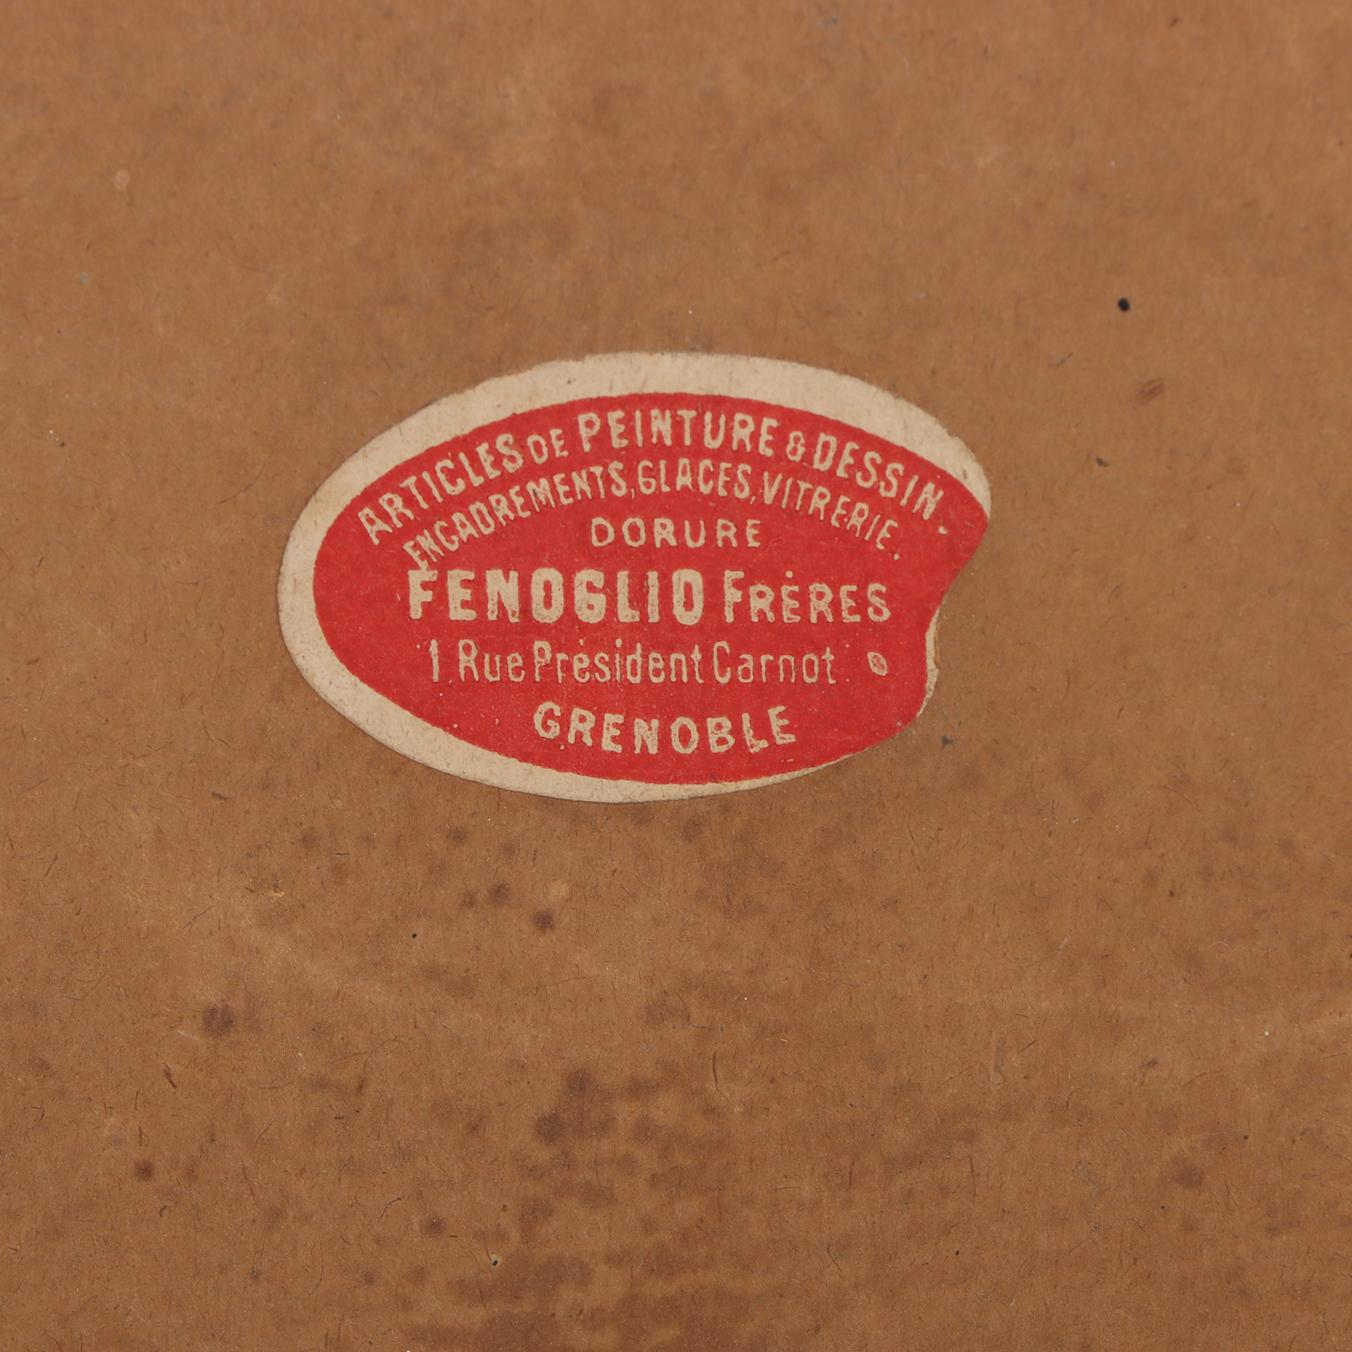 ARTICLES DE PEINTURE & DESSIN.
ENCADREMENTS, GLACES, VITRERIE.
DORURE
FENOGLIO FRÈRES
1 Rue Président Carnot
GRENOBLE